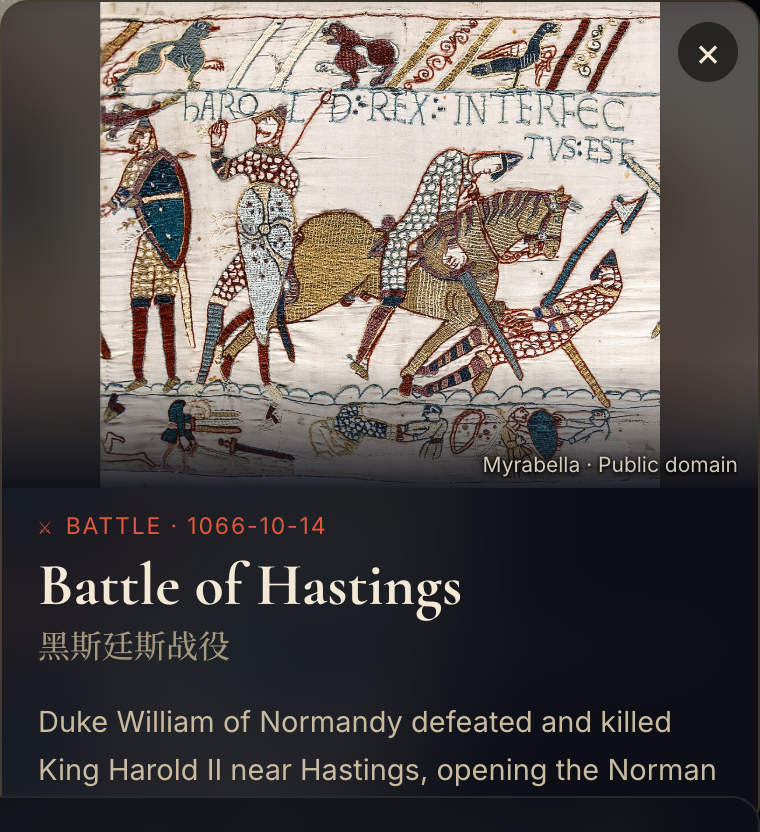 hARO L D:REX: INTERFEC
TVS:EST
Myrabella · Public domain
BATTLE · 1066-10-14
Battle of Hastings
黑斯廷斯战役
Duke William of Normandy defeated and killed
King Harold II near Hastings, opening the Norman